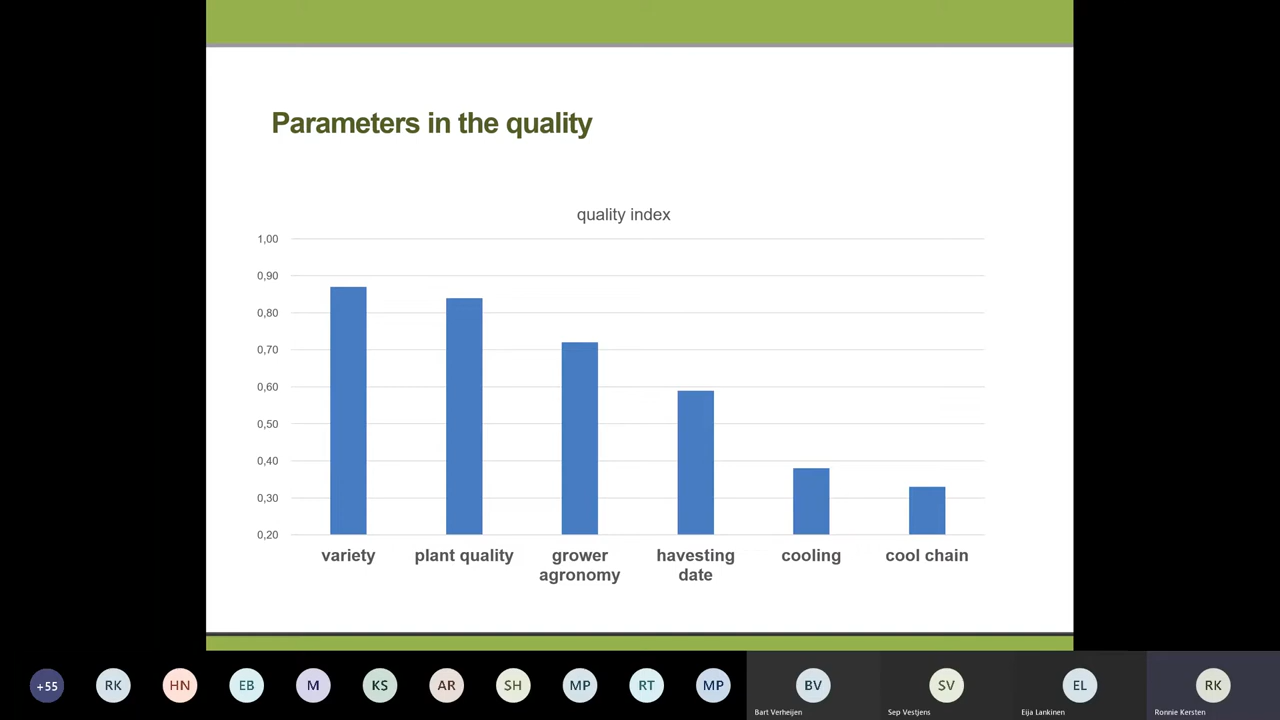 Parameters in the quality
quality index
1,00
0,90
0,80
0,70
0,60
0,50
0,40
0,30
0,20
variety
plant quality
grower
agronomy
havesting
date
cooling
cool chain
+55
RK
HN
EB
M
KS
AR
SH
MP
RT
MP
BV
Bart Verheijen
SV
Sep Vestjens
EL
Eija Lankinen
RK
Ronnie Kersten